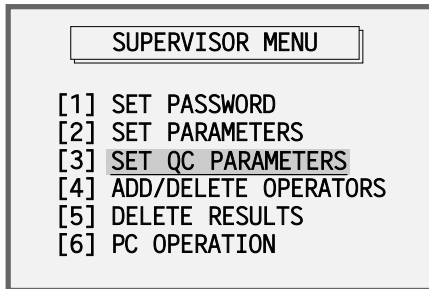 SUPERVISOR MENU
[1] SET PASSWORD
[2] SET PARAMETERS
[3] SET QC PARAMETERS
[4] ADD/DELETE OPERATORS
[5] DELETE RESULTS
[6] PC OPERATION